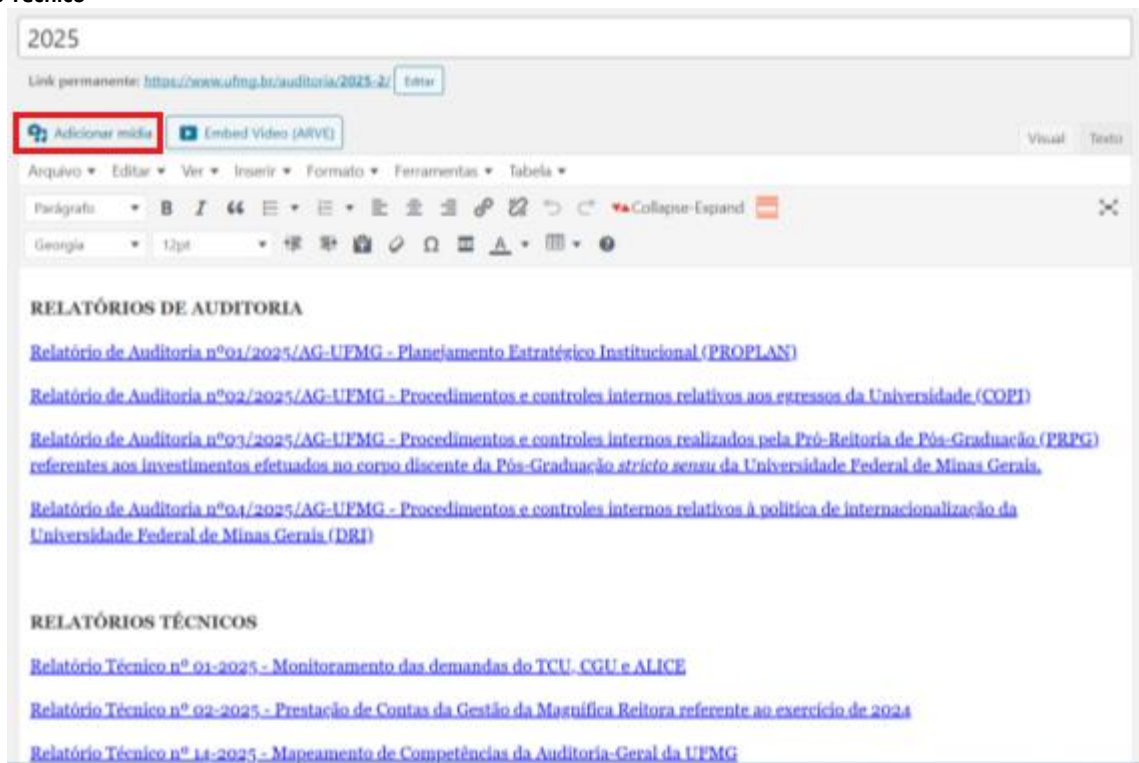 o Técnico
2025
Link permanente: https://www.ufmg.br/auditoria/2025-2/ Editar
Adicionar mídia Embed Video (ARVE) Visual Texto
Arquivo Editar Ver Inserir Formato Ferramentas Tabela
Parágrafo B I Collapse-Expand
Georgia 12pt Ω A
RELATÓRIOS DE AUDITORIA
Relatório de Auditoria nº01/2025/AG-UFMG - Planejamento Estratégico Institucional (PROPLAN)
Relatório de Auditoria nº02/2025/AG-UFMG - Procedimentos e controles internos relativos aos egressos da Universidade (COPI)
Relatório de Auditoria nº03/2025/AG-UFMG - Procedimentos e controles internos realizados pela Pró-Reitoria de Pós-Graduação (PRPG)
referentes aos investimentos efetuados no corpo discente da Pós-Graduação stricto sensu da Universidade Federal de Minas Gerais.
Relatório de Auditoria nº04/2025/AG-UFMG - Procedimentos e controles internos relativos à política de internacionalização da
Universidade Federal de Minas Gerais (DRI)
RELATÓRIOS TÉCNICOS
Relatório Técnico nº 01-2025 - Monitoramento das demandas do TCU, CGU e ALICE
Relatório Técnico nº 02-2025 - Prestação de Contas da Gestão da Magnífica Reitora referente ao exercício de 2024
Relatório Técnico nº 14-2025 - Mapeamento de Competências da Auditoria-Geral da UFMG